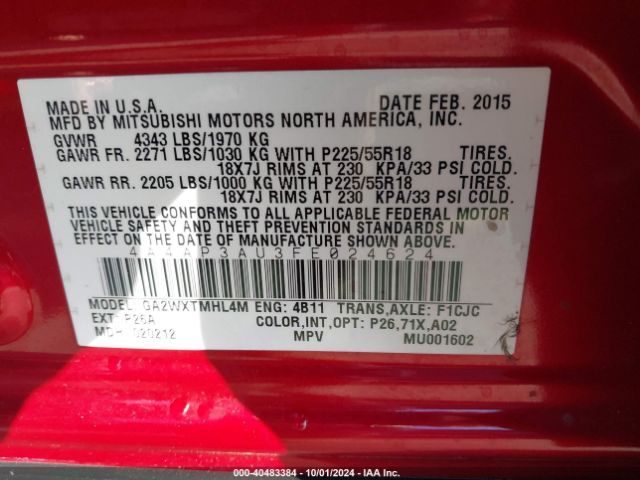 MADE IN U.S.A. DATE FEB. 2015
MFD BY MITSUBISHI MOTORS NORTH AMERICA, INC.
GVWR 4343 LBS/1970 KG
GAWR FR. 2271 LBS/1030 KG WITH P225/55R18 TIRES.
18X7J RIMS AT 230 KPA/33 PSI COLD.
GAWR RR. 2205 LBS/1000 KG WITH P225/55R18 TIRES.
18X7J RIMS AT 230 KPA/33 PSI COLD.
THIS VEHICLE CONFORMS TO ALL APPLICABLE FEDERAL MOTOR
VEHICLE SAFETY AND THEFT PREVENTION STANDARDS IN
EFFECT ON THE DATE OF MANUFACTURE SHOWN ABOVE.
4A4AP3AU3FE024624
MODEL GA2WXTMHL4M ENG: 4B11 TRANS,AXLE: F1CJC
EXT: P26A COLOR,INT,OPT: P26,71X,A02
MD- 020212 MPV MU001602
000-40483384 - 10/01/2024 - IAA Inc.